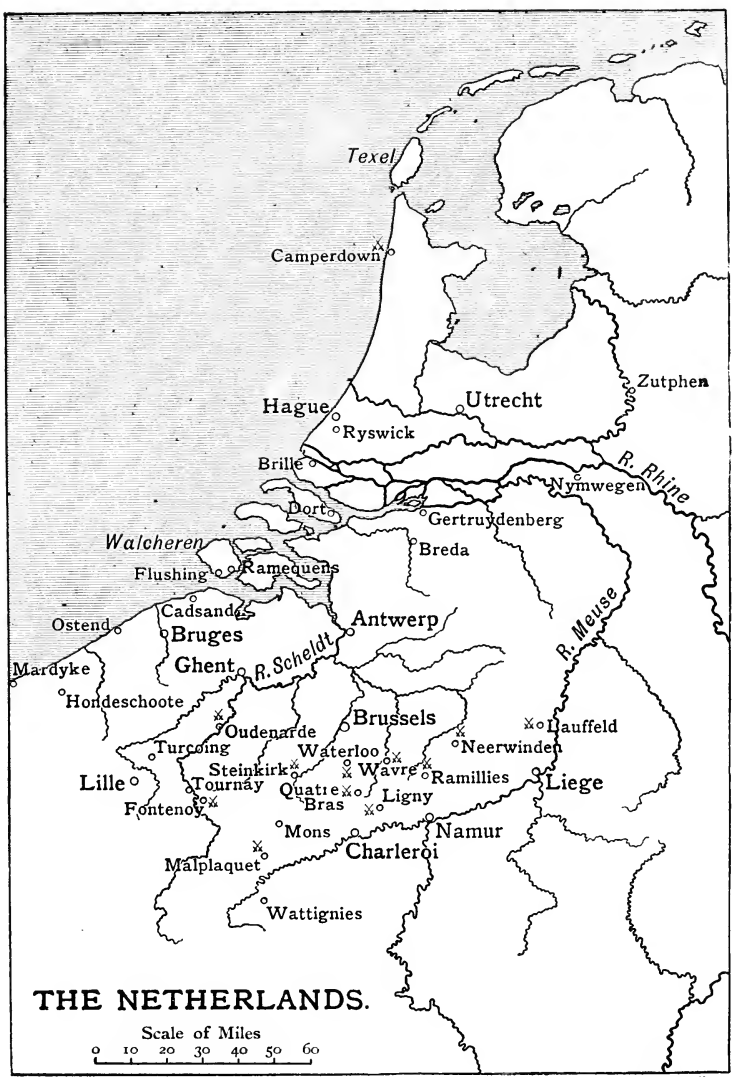 Texel
Camperdown
Zutphen
Hague
Utrecht
Ryswick
Brille
R. Rhine
Nymwegen
Dort
Gertruydenberg
Walcheren
Breda
Flushing
Ramequens
Cadsand
R. Meuse
Ostend
Bruges
Antwerp
R. Scheldt
Ghent
Mardyke
Hondeschoote
Oudenarde
Brussels
Lauffeld
Turcoing
Waterloo
Neerwinden
Steinkirk
Wavre
Ramillies
Liege
Lille
Tournay
Quatre
Bras
Ligny
Fontenoy
Mons
Namur
Charleroi
Malplaquet
Wattignies
THE NETHERLANDS.
Scale of Miles
0 10 20 30 40 50 60